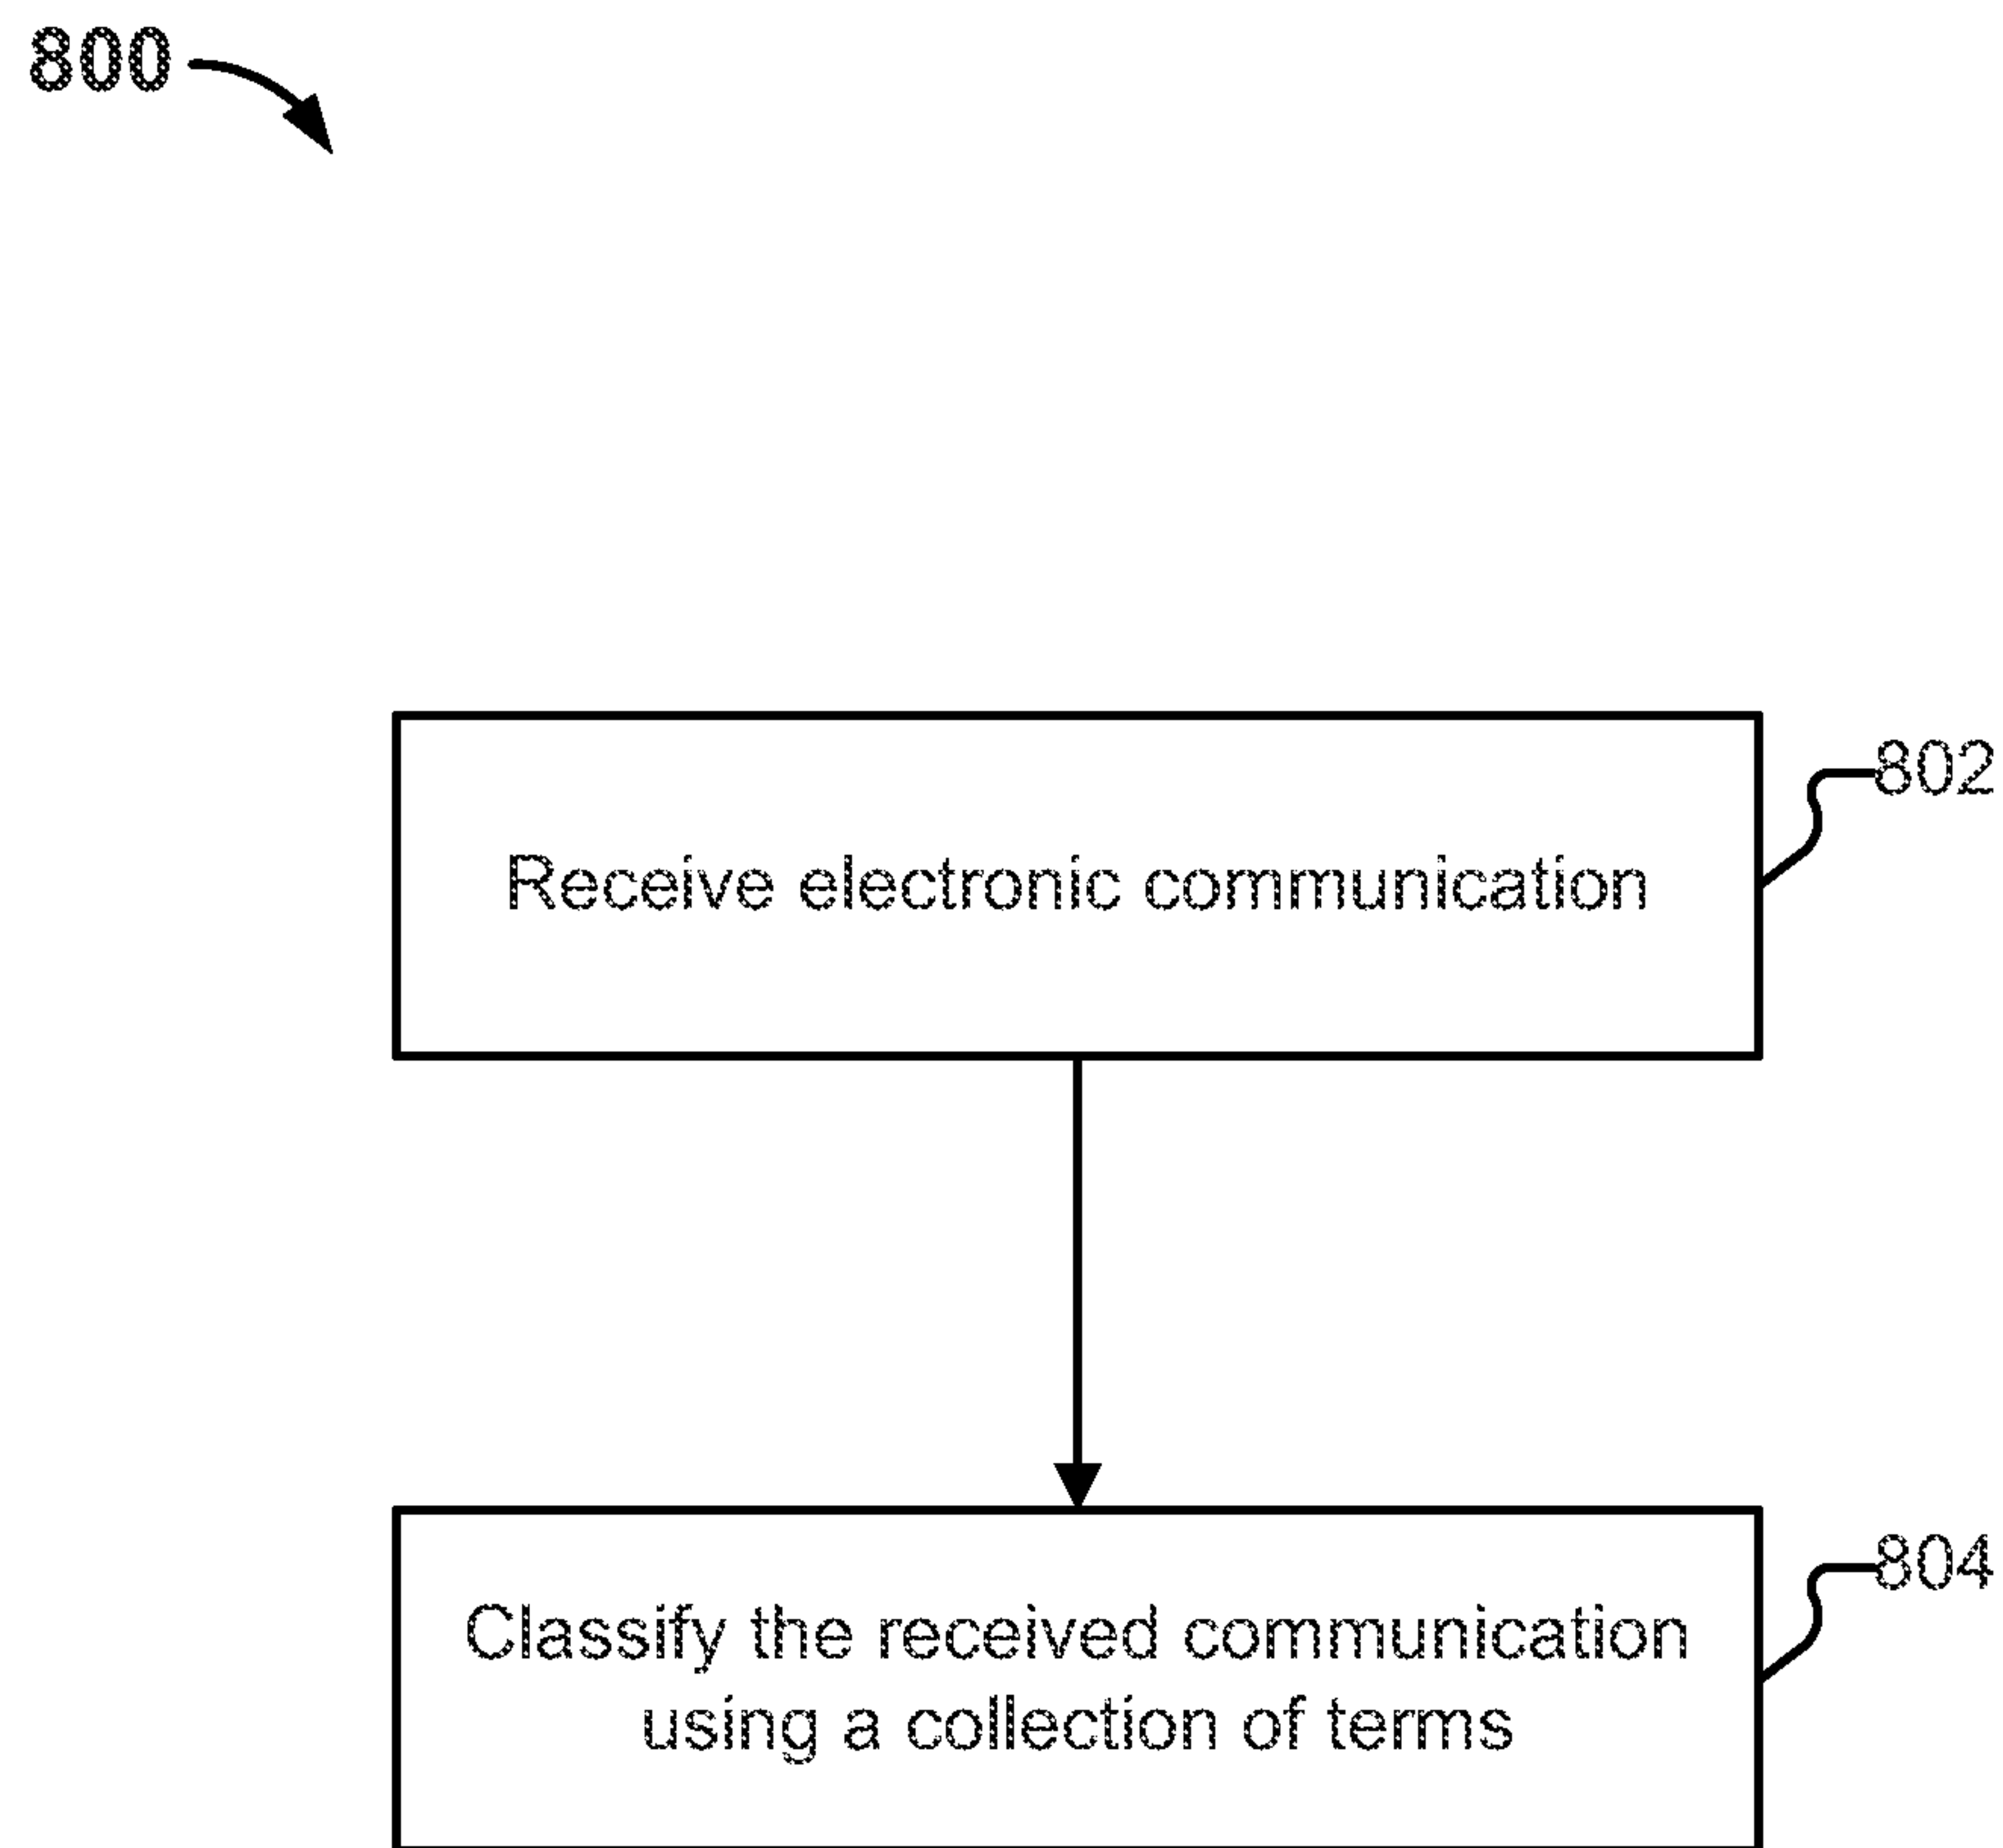 800
802
Receive electronic communication
804
Classify the received communication
using a collection of terms